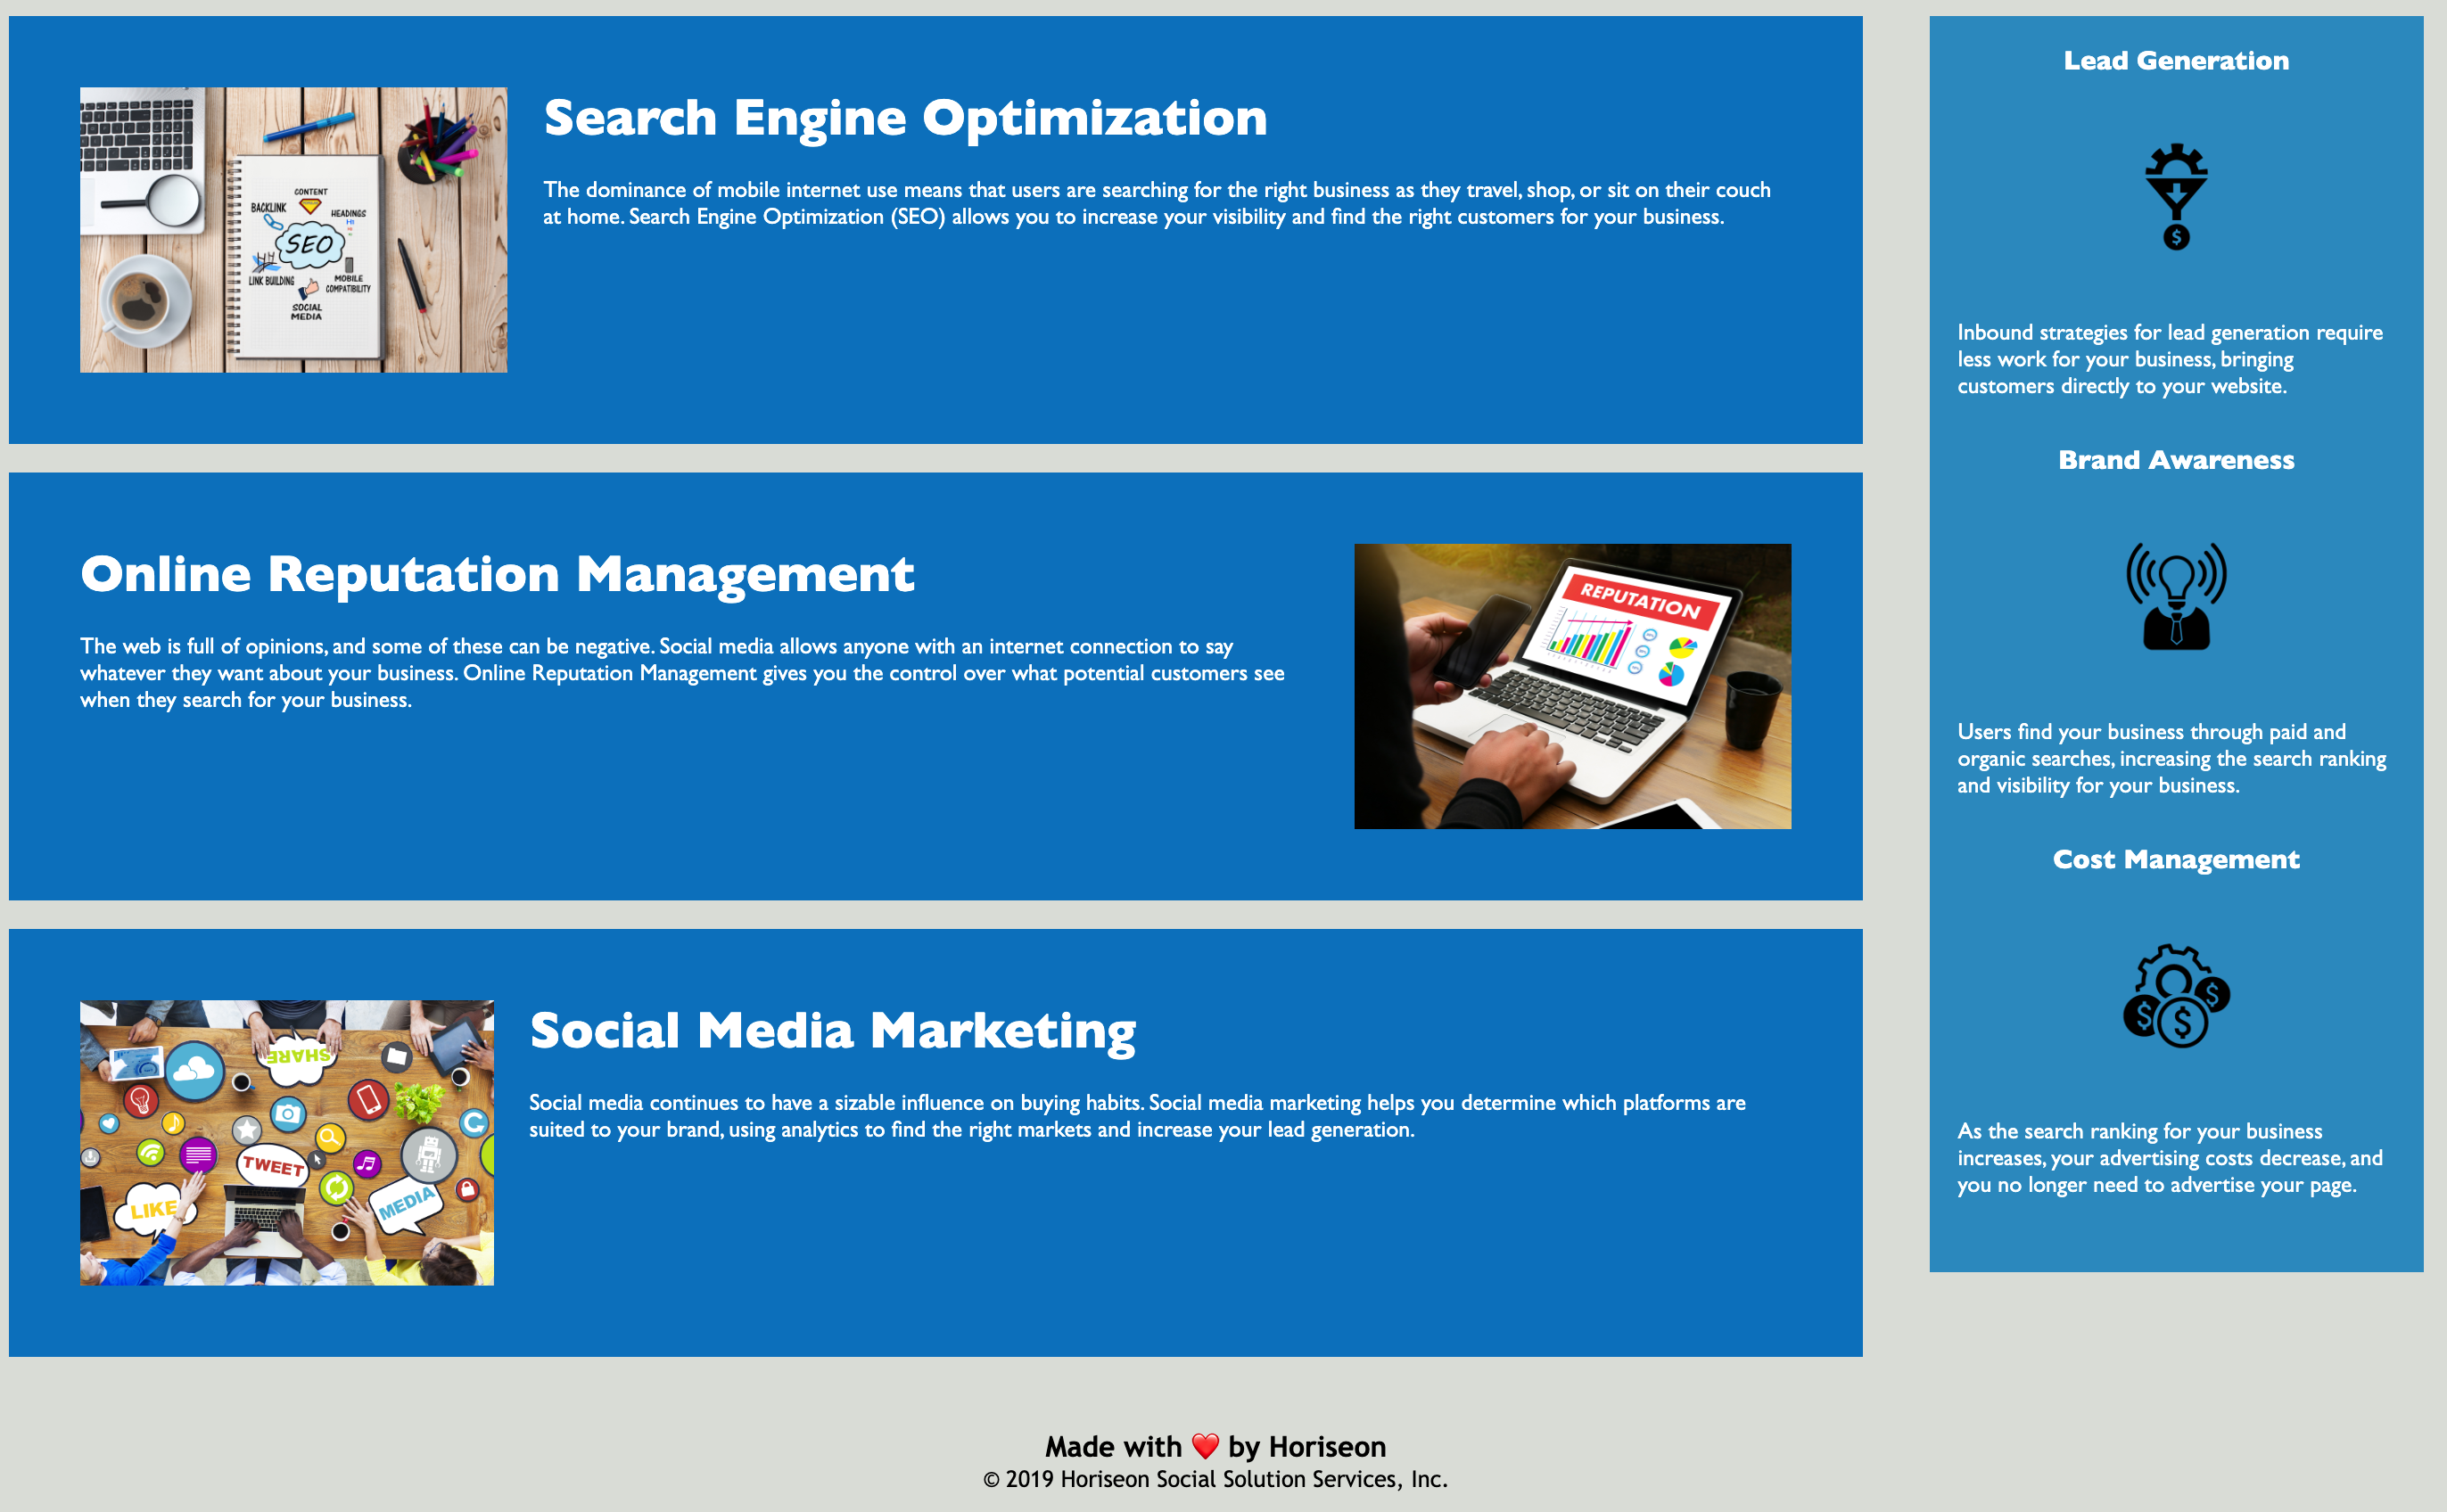 Search Engine Optimization
The dominance of mobile internet use means that users are searching for the right business as they travel, shop, or sit on their couch
at home. Search Engine Optimization (SEO) allows you to increase your visibility and find the right customers for your business.
CONTENT
BACKLINK
HEADINGS
SEO
LINK BUILDING
MOBILE
COMPATIBILITY
SOCIAL
MEDIA
Online Reputation Management
The web is full of opinions, and some of these can be negative. Social media allows anyone with an internet connection to say
whatever they want about your business. Online Reputation Management gives you the control over what potential customers see
when they search for your business.
REPUTATION
Social Media Marketing
Social media continues to have a sizable influence on buying habits. Social media marketing helps you determine which platforms are
suited to your brand, using analytics to find the right markets and increase your lead generation.
SHARE
TWEET
LIKE
MEDIA
Lead Generation
$
Inbound strategies for lead generation require
less work for your business, bringing
customers directly to your website.
Brand Awareness
Users find your business through paid and
organic searches, increasing the search ranking
and visibility for your business.
Cost Management
$
$ $
As the search ranking for your business
increases, your advertising costs decrease, and
you no longer need to advertise your page.
Made with ❤️ by Horiseon
© 2019 Horiseon Social Solution Services, Inc.